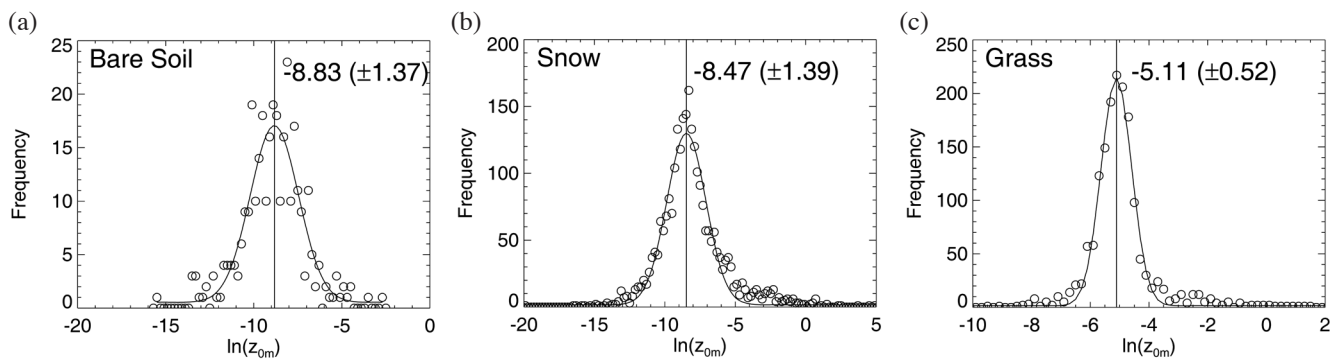 (a)
Bare Soil
-8.83 (±1.37)
Frequency
25
20
15
10
5
0
-20 -15 -10 -5 0
ln(z0m)
(b)
Snow
-8.47 (±1.39)
Frequency
200
150
100
50
0
-20 -15 -10 -5 0 5
ln(z0m)
(c)
Grass
-5.11 (±0.52)
Frequency
250
200
150
100
50
0
-10 -8 -6 -4 -2 0 2
ln(z0m)